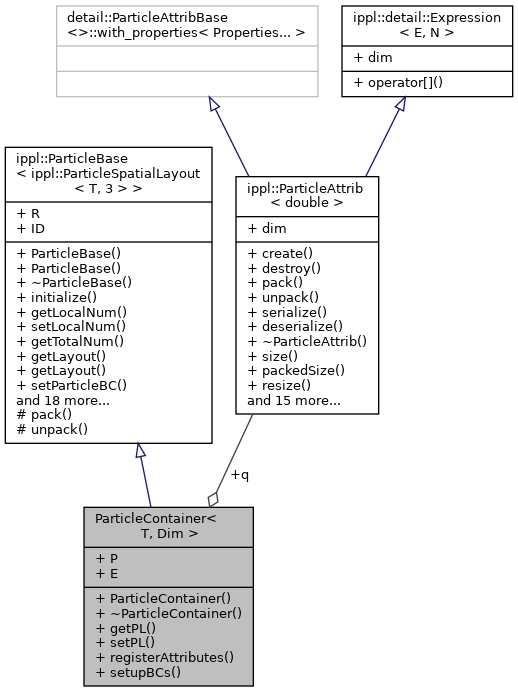 detail::ParticleAttribBase
<>::with_properties< Properties... >
ippl::detail::Expression
< E, N >
+ dim
+ operator[]()
ippl::ParticleBase
< ippl::ParticleSpatialLayout
< T, 3 > >
+ R
+ ID
+ ParticleBase()
+ ParticleBase()
+ ~ParticleBase()
+ initialize()
+ getLocalNum()
+ setLocalNum()
+ getTotalNum()
+ getLayout()
+ getLayout()
+ setParticleBC()
and 18 more...
# pack()
# unpack()
ippl::ParticleAttrib
< double >
+ dim
+ create()
+ destroy()
+ pack()
+ unpack()
+ serialize()
+ deserialize()
+ ~ParticleAttrib()
+ size()
+ packedSize()
+ resize()
and 15 more...
+q
ParticleContainer<
T, Dim >
+ P
+ E
+ ParticleContainer()
+ ~ParticleContainer()
+ getPL()
+ setPL()
+ registerAttributes()
+ setupBCs()